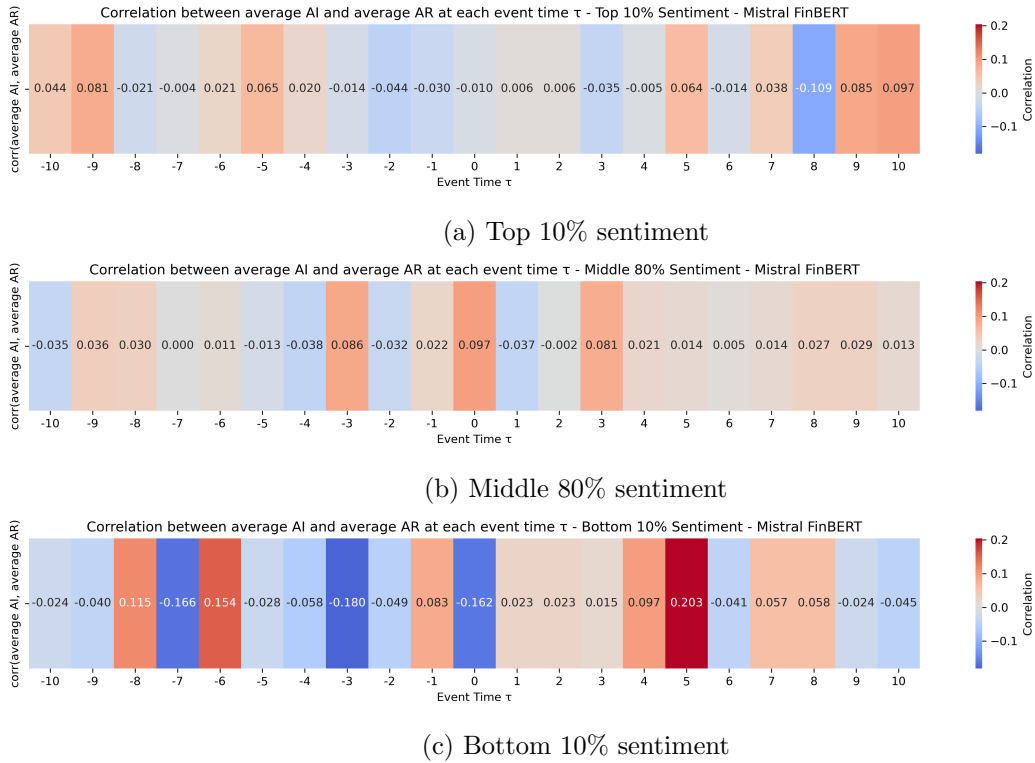 Correlation between average AI and average AR at each event time τ - Top 10% Sentiment - Mistral FinBERT
corr(average AI, average AR)
0.044 0.081 -0.021 -0.004 0.021 0.065 0.020 -0.014 -0.044 -0.030 -0.010 0.006 0.006 -0.035 -0.005 0.064 -0.014 0.038 -0.109 0.085 0.097
-10 -9 -8 -7 -6 -5 -4 -3 -2 -1 0 1 2 3 4 5 6 7 8 9 10
Event Time τ
0.2
0.1
0.0
−0.1
Correlation
(a) Top 10% sentiment
Correlation between average AI and average AR at each event time τ - Middle 80% Sentiment - Mistral FinBERT
corr(average AI, average AR)
-0.035 0.036 0.030 0.000 0.011 -0.013 -0.038 0.086 -0.032 0.022 0.097 -0.037 -0.002 0.081 0.021 0.014 0.005 0.014 0.027 0.029 0.013
-10 -9 -8 -7 -6 -5 -4 -3 -2 -1 0 1 2 3 4 5 6 7 8 9 10
Event Time τ
0.2
0.1
0.0
−0.1
Correlation
(b) Middle 80% sentiment
Correlation between average AI and average AR at each event time τ - Bottom 10% Sentiment - Mistral FinBERT
corr(average AI, average AR)
-0.024 -0.040 0.115 -0.166 0.154 -0.028 -0.058 -0.180 -0.049 0.083 -0.162 0.023 0.023 0.015 0.097 0.203 -0.041 0.057 0.058 -0.024 -0.045
-10 -9 -8 -7 -6 -5 -4 -3 -2 -1 0 1 2 3 4 5 6 7 8 9 10
Event Time τ
0.2
0.1
0.0
−0.1
Correlation
(c) Bottom 10% sentiment